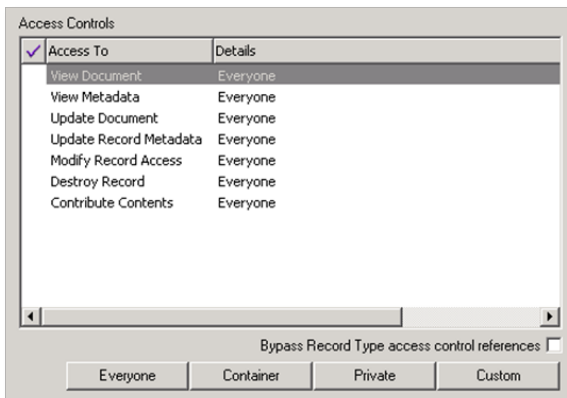 Access Controls
Access To Details
View Document Everyone
View Metadata Everyone
Update Document Everyone
Update Record Metadata Everyone
Modify Record Access Everyone
Destroy Record Everyone
Contribute Contents Everyone
Bypass Record Type access control references
Everyone Container Private Custom